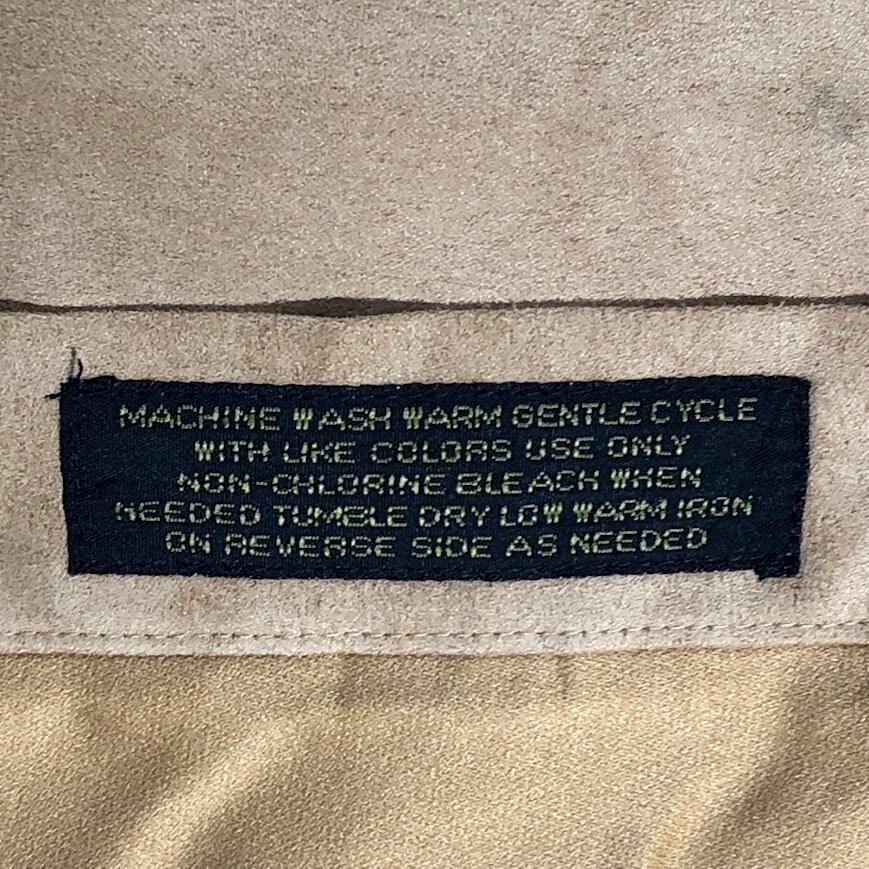 MACHINE WASH WARM GENTLE CYCLE
WITH LIKE COLORS USE ONLY
NON-CHLORINE BLEACH WHEN
NEEDED TUMBLE DRY LOW WARM IRON
ON REVERSE SIDE AS NEEDED